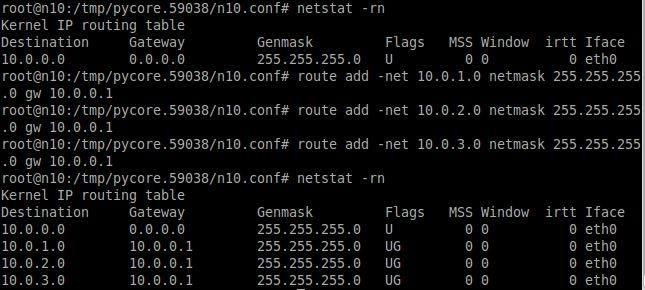 root@n10:/tmp/pycore.59038/n10.conf# netstat -rn
Kernel IP routing table
Destination     Gateway         Genmask         Flags   MSS Window  irtt Iface
10.0.0.0        0.0.0.0         255.255.255.0   U         0 0          0 eth0
root@n10:/tmp/pycore.59038/n10.conf# route add -net 10.0.1.0 netmask 255.255.255
.0 gw 10.0.0.1
root@n10:/tmp/pycore.59038/n10.conf# route add -net 10.0.2.0 netmask 255.255.255
.0 gw 10.0.0.1
root@n10:/tmp/pycore.59038/n10.conf# route add -net 10.0.3.0 netmask 255.255.255
.0 gw 10.0.0.1
root@n10:/tmp/pycore.59038/n10.conf# netstat -rn
Kernel IP routing table
Destination     Gateway         Genmask         Flags   MSS Window  irtt Iface
10.0.0.0        0.0.0.0         255.255.255.0   U         0 0          0 eth0
10.0.1.0        10.0.0.1        255.255.255.0   UG        0 0          0 eth0
10.0.2.0        10.0.0.1        255.255.255.0   UG        0 0          0 eth0
10.0.3.0        10.0.0.1        255.255.255.0   UG        0 0          0 eth0